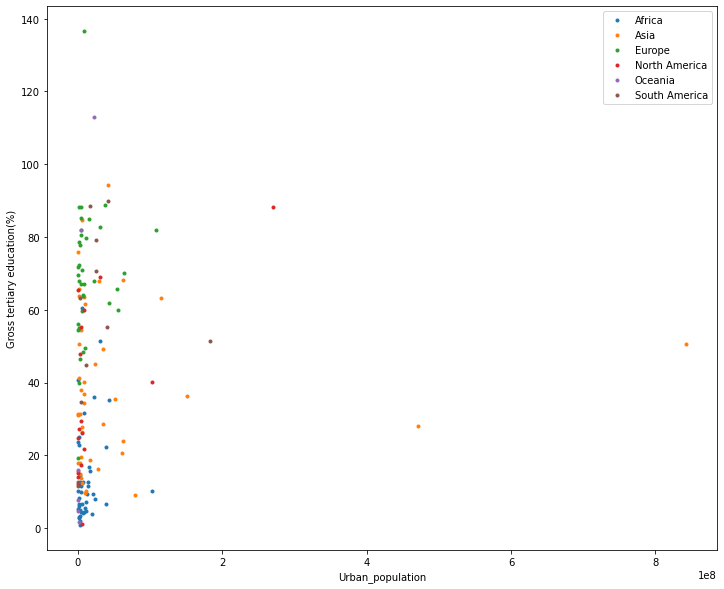 140
120
100
80
60
40
20
0
Gross tertiary education(%)
Africa
Asia
Europe
North America
Oceania
South America
0 2 4 6 8
1e8
Urban_population